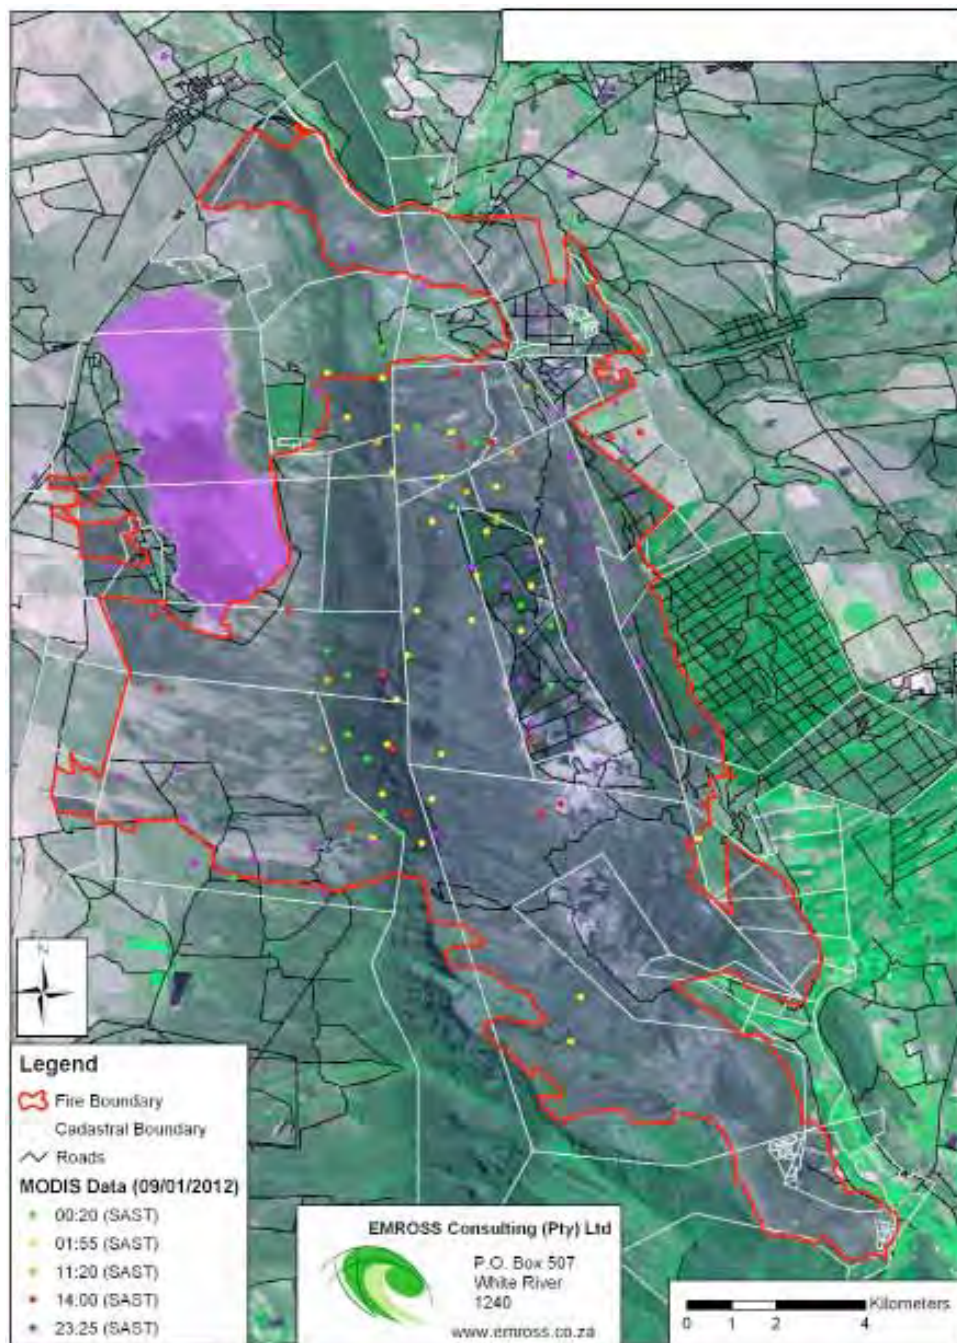 Z
Legend
Fire Boundary
Cadastral Boundary
Roads
MODIS Data (09/01/2012)
00:20 (SAST)
01:55 (SAST)
11:20 (SAST)
14:00 (SAST)
23:25 (SAST)
EMROSS Consulting (Pty) Ltd
P.O. Box 507
White River
1240
www.emross.co.za
Kilometers
0 1 2 4